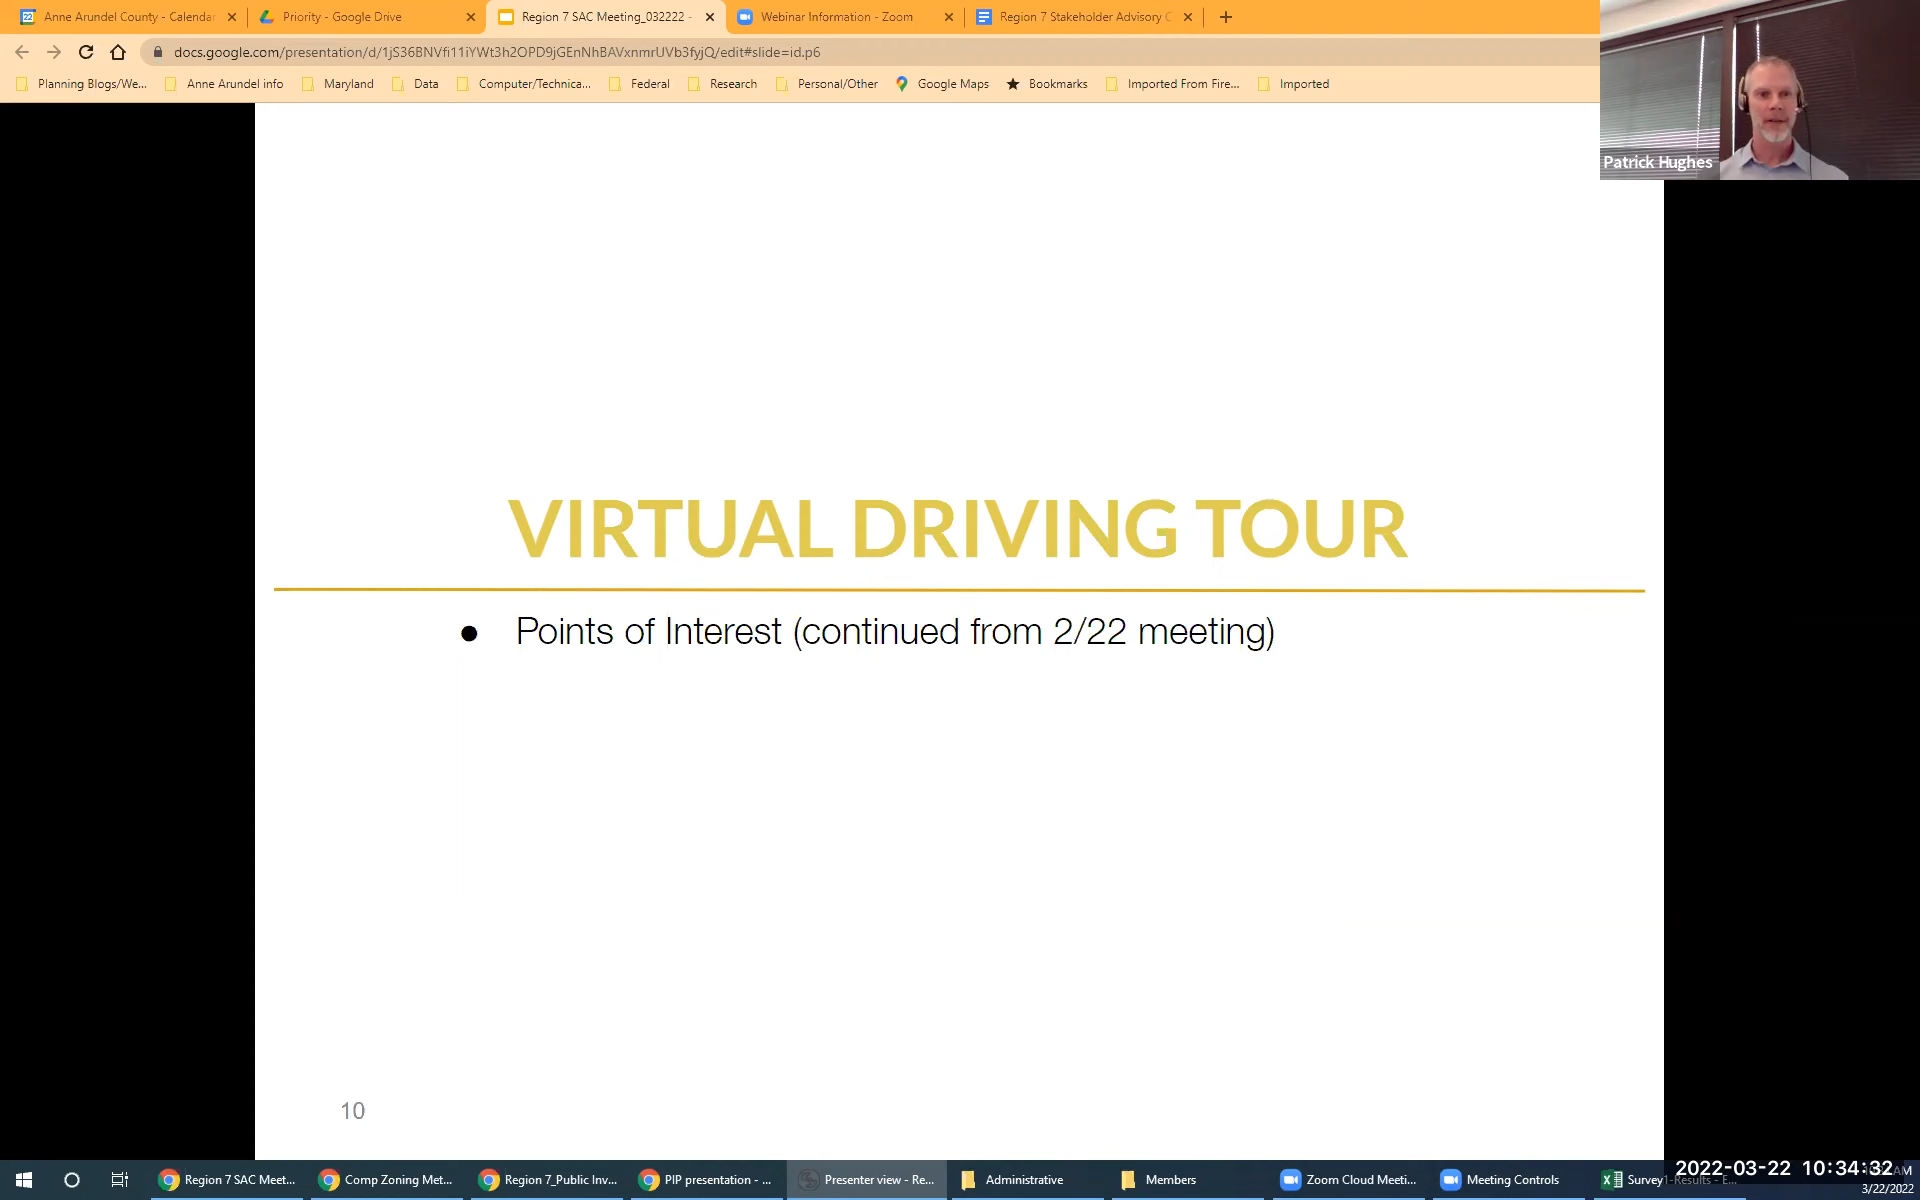 Anne Arundel County - Calenda
Priority - Google Drive
Region 7 SAC Meeting_032222 -
Webinar Information - Zoom
Region 7 Stakeholder Advisory C
docs.google.com/presentation/d/1jS36BNVfi11iYWt3h2OPD9jGEnNhBAVxnmrUVb3fyjQ/edit#slide=id.p6
Planning Blogs/We...
Anne Arundel info
Maryland
Data
Computer/Technica...
Federal
Research
Personal/Other
Google Maps
Bookmarks
Imported From Fire...
Imported
Patrick Hughes
VIRTUAL DRIVING TOUR
● Points of Interest (continued from 2/22 meeting)
10
Region 7 SAC Meet...
Comp Zoning Met...
Region 7_Public Inv...
PIP presentation - ...
Presenter view - Re...
Administrative
Members
Zoom Cloud Meeti...
Meeting Controls
Survey1-Results - E...
2022-03-22 10:34:32 AM
3/22/2022